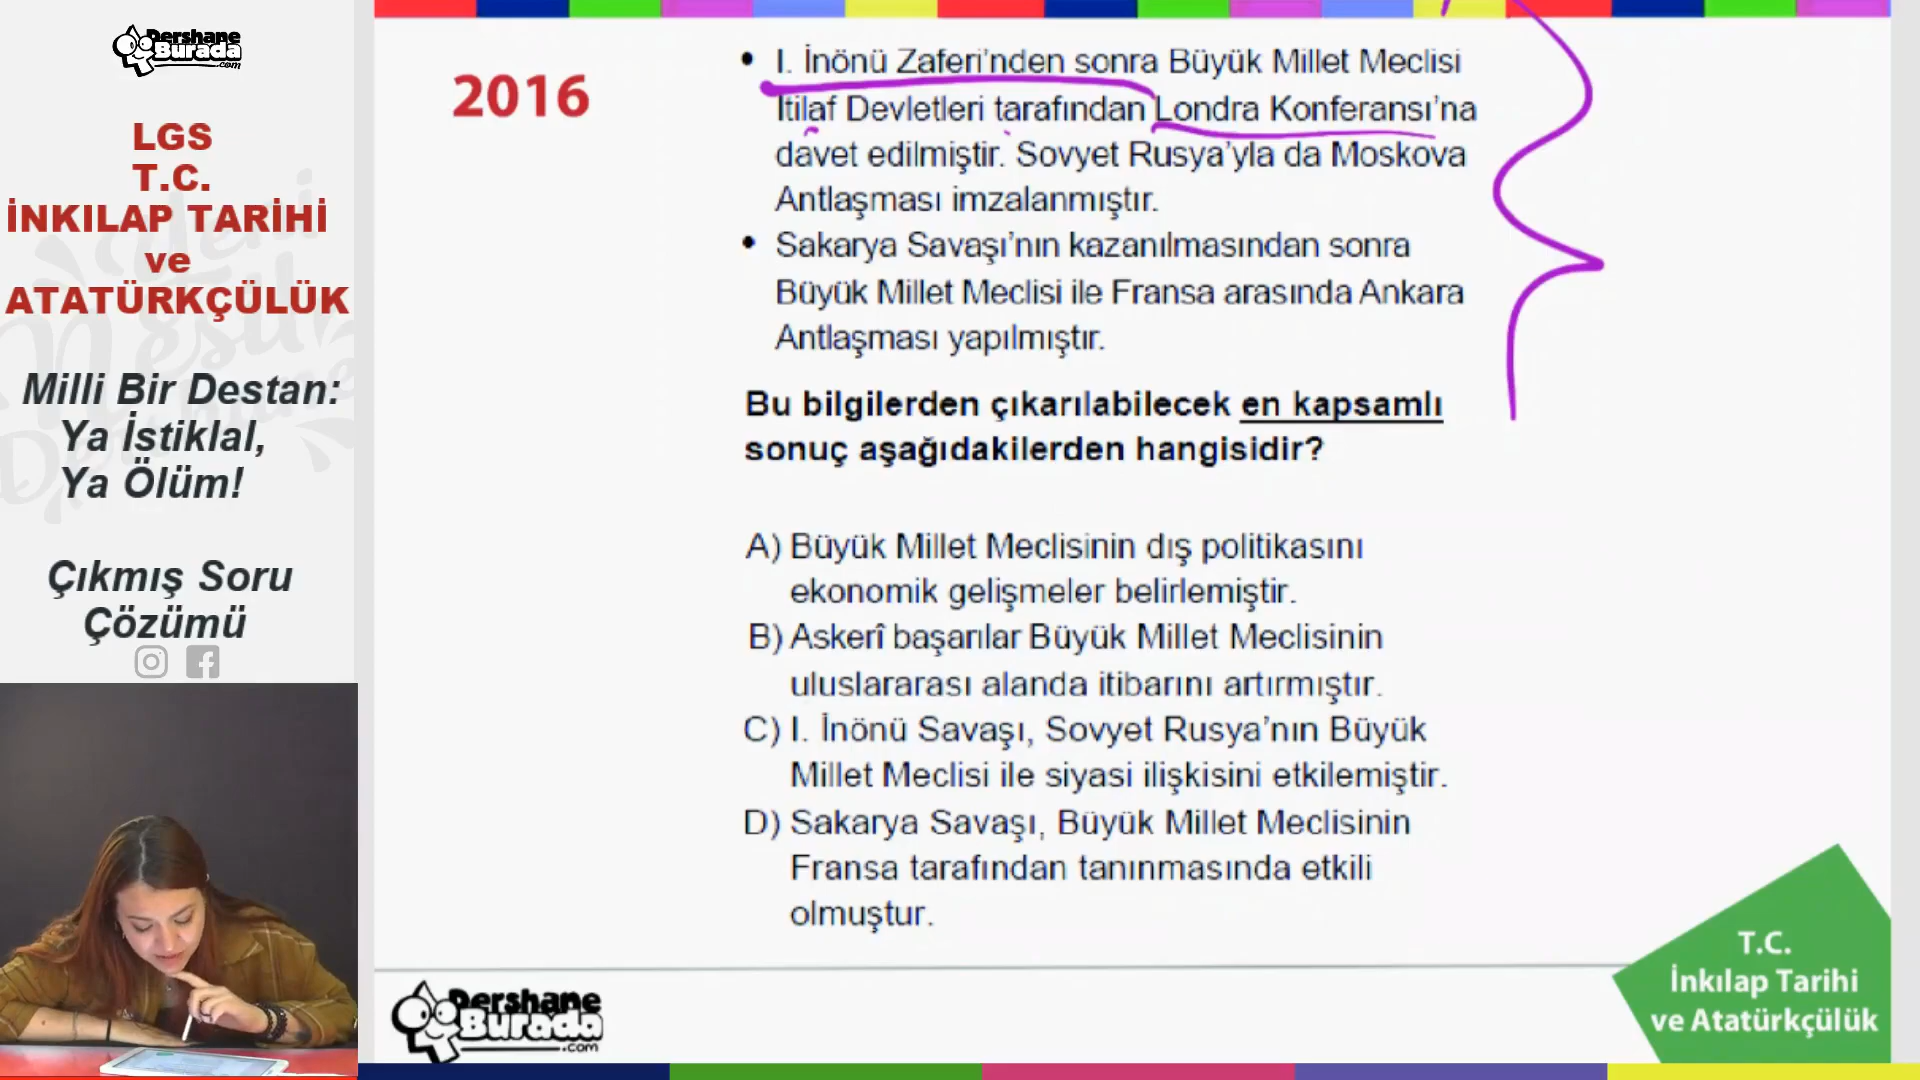 Dershane
Burada
.com
LGS
T.C.
İNKILAP TARİHİ
ve
ATATÜRKÇÜLÜK
Milli Bir Destan:
Ya İstiklal,
Ya Ölüm!
Çıkmış Soru
Çözümü
2016
• I. İnönü Zaferi’nden sonra Büyük Millet Meclisi
İtilaf Devletleri tarafından Londra Konferansı’na
davet edilmiştir. Sovyet Rusya’yla da Moskova
Antlaşması imzalanmıştır.
• Sakarya Savaşı’nın kazanılmasından sonra
Büyük Millet Meclisi ile Fransa arasında Ankara
Antlaşması yapılmıştır.
Bu bilgilerden çıkarılabilecek en kapsamlı
sonuç aşağıdakilerden hangisidir?
A) Büyük Millet Meclisinin dış politikasını
ekonomik gelişmeler belirlemiştir.
B) Askerî başarılar Büyük Millet Meclisinin
uluslararası alanda itibarını artırmıştır.
C) I. İnönü Savaşı, Sovyet Rusya’nın Büyük
Millet Meclisi ile siyasi ilişkisini etkilemiştir.
D) Sakarya Savaşı, Büyük Millet Meclisinin
Fransa tarafından tanınmasında etkili
olmuştur.
Dershane
Burada
.com
T.C.
İnkılap Tarihi
ve Atatürkçülük